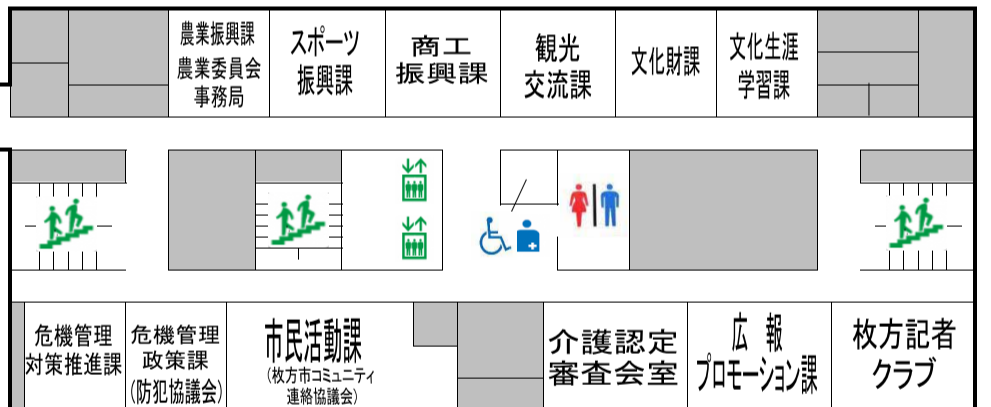 農業振興課
農業委員会
事務局
スポーツ
振興課
商工
振興課
観光
交流課
文化財課
文化生涯
学習課
危機管理
対策推進課
危機管理
政策課
(防犯協議会)
市民活動課
(枚方市コミュニティ
連絡協議会)
介護認定
審査会室
広 報
プロモーション課
枚方記者
クラブ